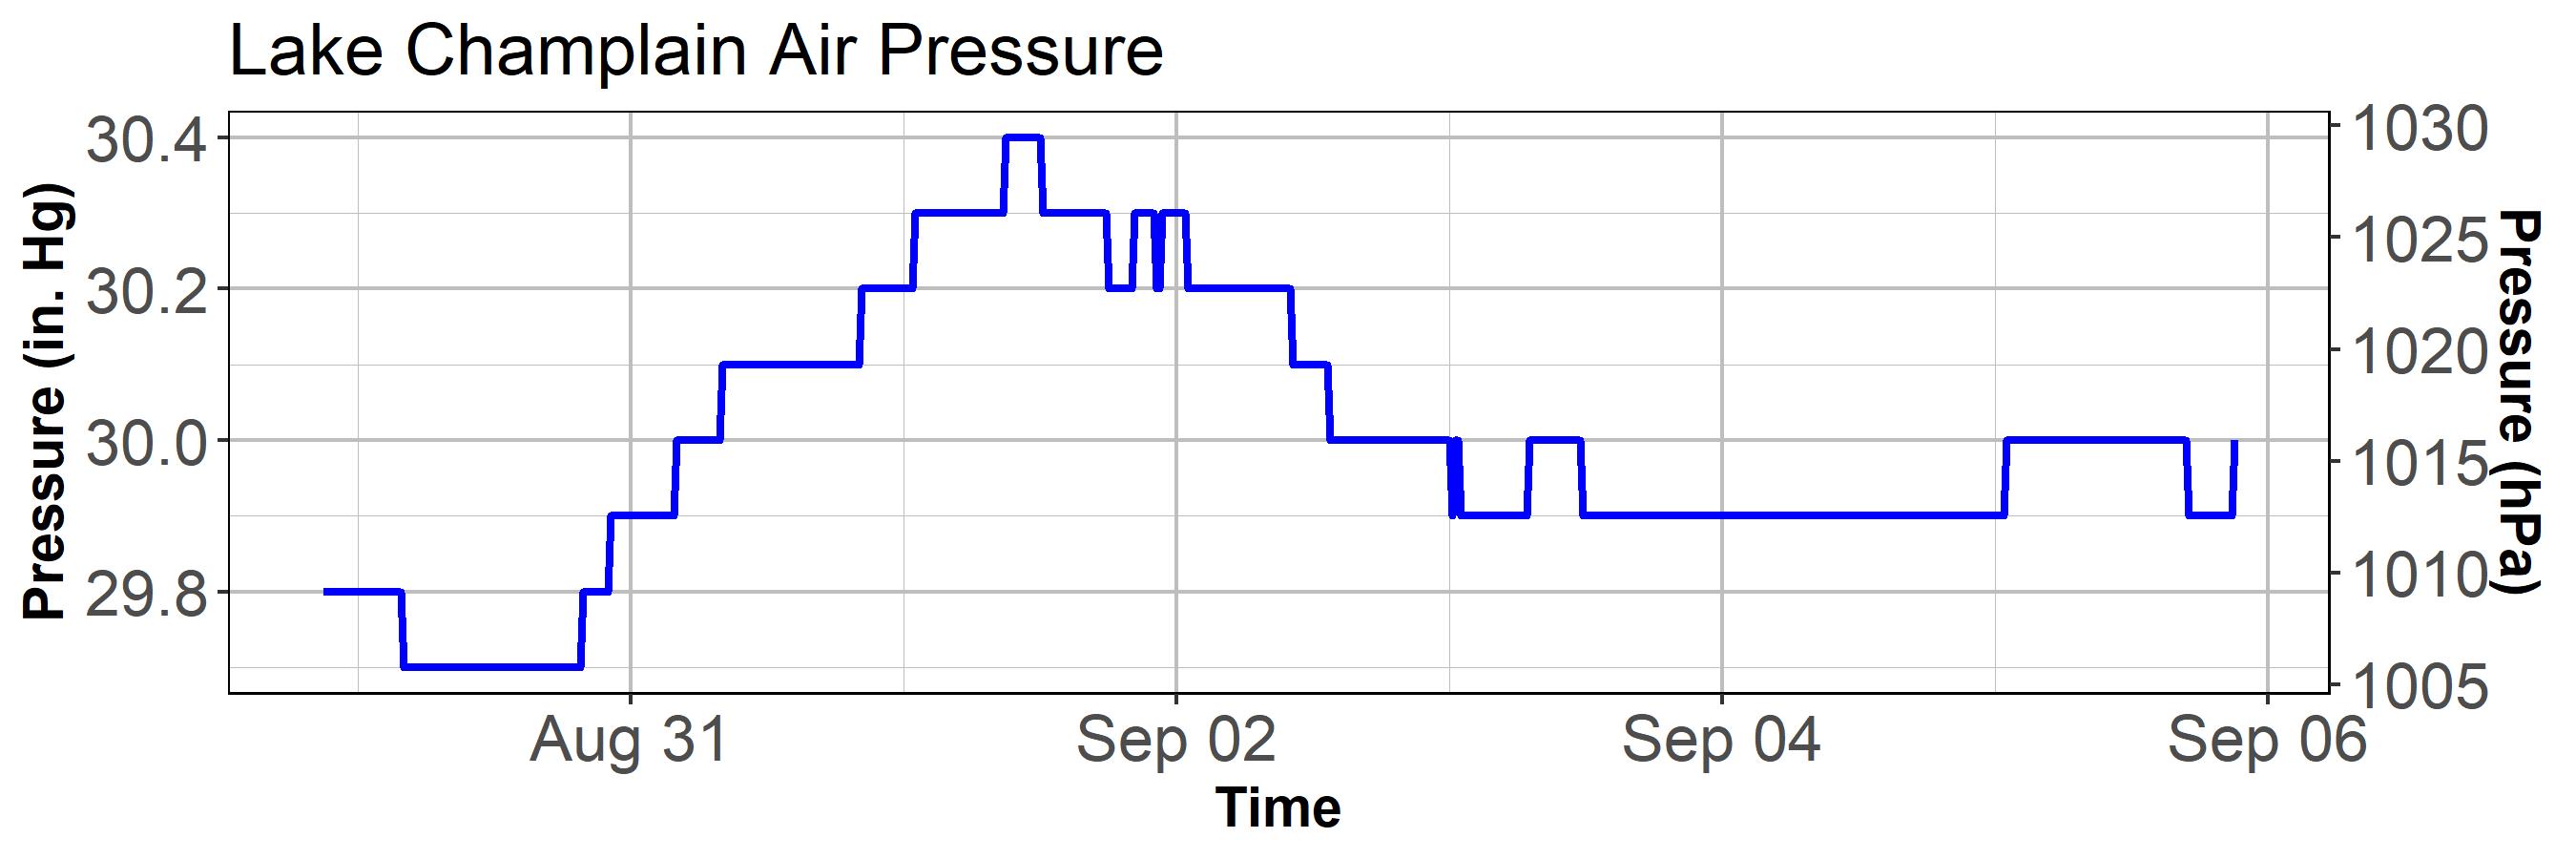 Lake Champlain Air Pressure
30.4
30.2
30.0
29.8
Pressure (in. Hg)
1030
1025
1020
1015
1010
1005
Pressure (hPa)
Aug 31 Sep 02 Sep 04 Sep 06
Time